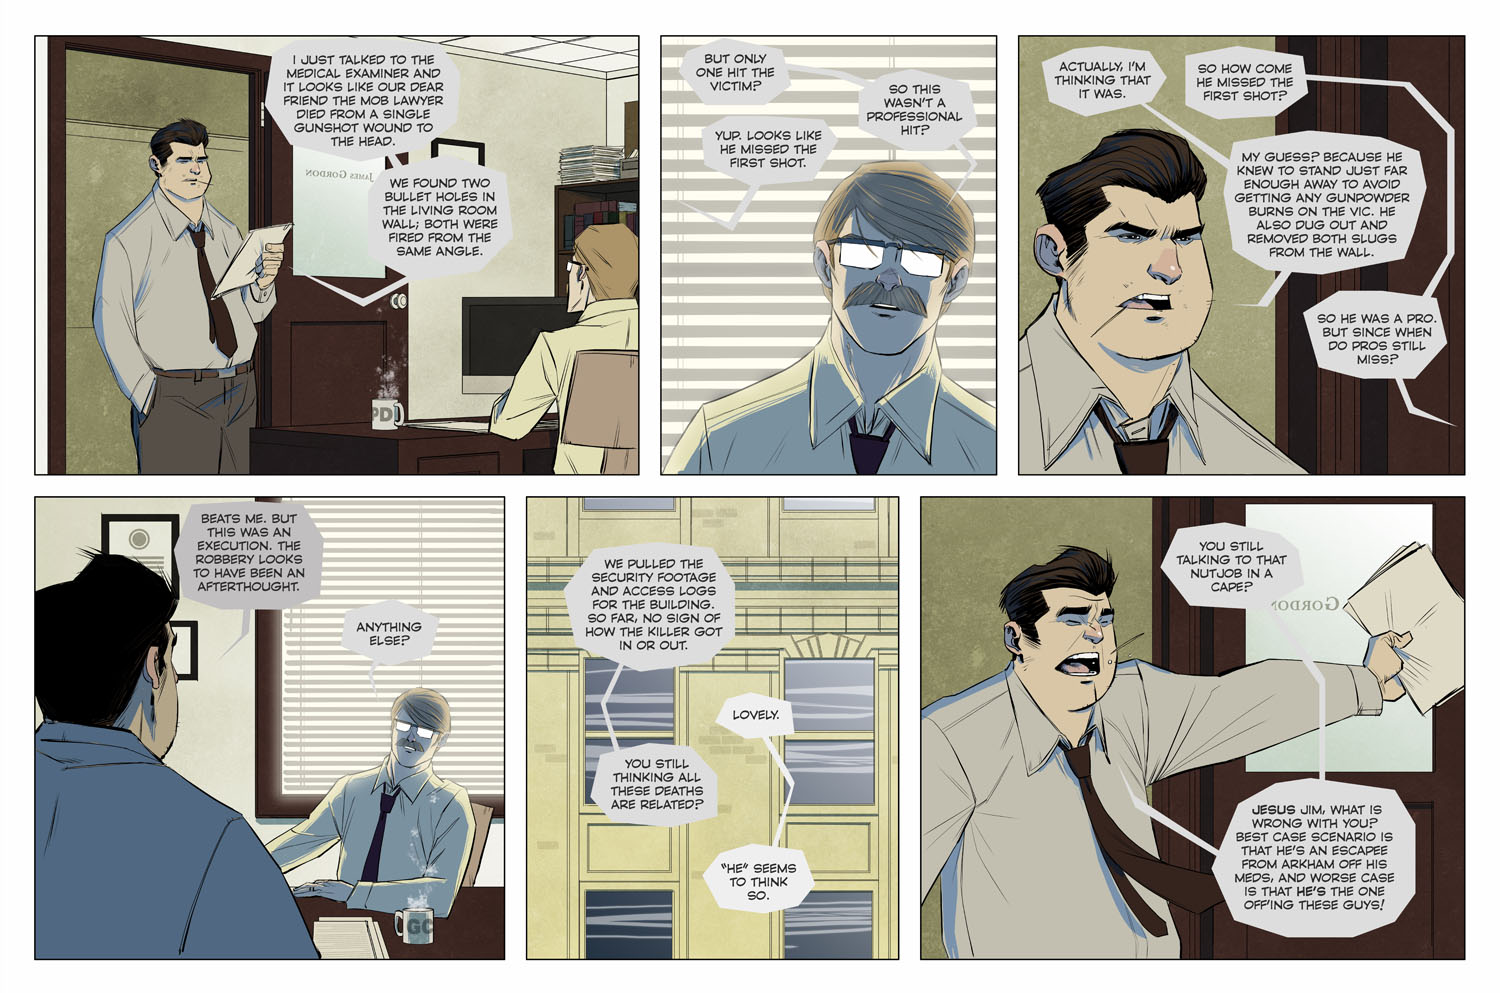 I JUST TALKED TO THE
MEDICAL EXAMINER AND
IT LOOKS LIKE OUR DEAR
FRIEND THE MOB LAWYER
DIED FROM A SINGLE
GUNSHOT WOUND TO
THE HEAD.
WE FOUND TWO
BULLET HOLES IN
THE LIVING ROOM
WALL; BOTH WERE
FIRED FROM THE
SAME ANGLE.
JAMES GORDON
PD
BUT ONLY
ONE HIT THE
VICTIM?
YUP. LOOKS LIKE
HE MISSED THE
FIRST SHOT.
SO THIS
WASN'T A
PROFESSIONAL
HIT?
ACTUALLY, I'M
THINKING THAT
IT WAS.
SO HOW COME
HE MISSED THE
FIRST SHOT?
MY GUESS? BECAUSE HE
KNEW TO STAND JUST FAR
ENOUGH AWAY TO AVOID
GETTING ANY GUNPOWDER
BURNS ON THE VIC. HE
ALSO DUG OUT AND
REMOVED BOTH SLUGS
FROM THE WALL.
SO HE WAS A PRO.
BUT SINCE WHEN
DO PROS STILL
MISS?
BEATS ME. BUT
THIS WAS AN
EXECUTION. THE
ROBBERY LOOKS
TO HAVE BEEN AN
AFTERTHOUGHT.
ANYTHING
ELSE?
GC
WE PULLED THE
SECURITY FOOTAGE
AND ACCESS LOGS
FOR THE BUILDING.
SO FAR, NO SIGN OF
HOW THE KILLER GOT
IN OR OUT.
LOVELY.
YOU STILL
THINKING ALL
THESE DEATHS
ARE RELATED?
"HE" SEEMS
TO THINK
SO.
YOU STILL
TALKING TO THAT
NUTJOB IN A
CAPE?
GORDON
JESUS JIM, WHAT IS
WRONG WITH YOU?
BEST CASE SCENARIO IS
THAT HE'S AN ESCAPEE
FROM ARKHAM OFF HIS
MEDS, AND WORSE CASE
IS THAT HE'S THE ONE
OFF'ING THESE GUYS!